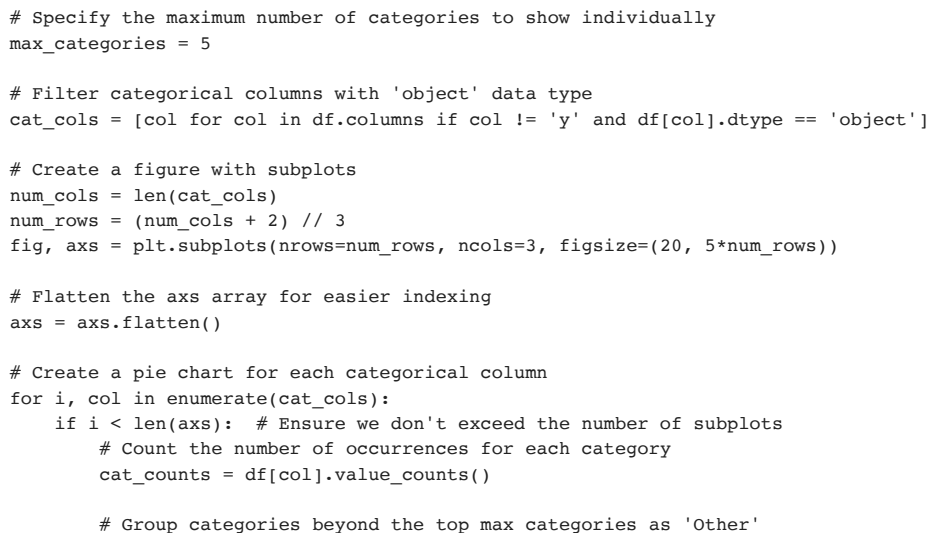 # Specify the maximum number of categories to show individually
max_categories = 5
# Filter categorical columns with 'object' data type
cat_cols = [col for col in df.columns if col != 'y' and df[col].dtype == 'object']
# Create a figure with subplots
num_cols = len(cat_cols)
num_rows = (num_cols + 2) // 3
fig, axs = plt.subplots(nrows=num_rows, ncols=3, figsize=(20, 5*num_rows))
# Flatten the axs array for easier indexing
axs = axs.flatten()
# Create a pie chart for each categorical column
for i, col in enumerate(cat_cols):
    if i < len(axs):  # Ensure we don't exceed the number of subplots
        # Count the number of occurrences for each category
        cat_counts = df[col].value_counts()
        # Group categories beyond the top max categories as 'Other'